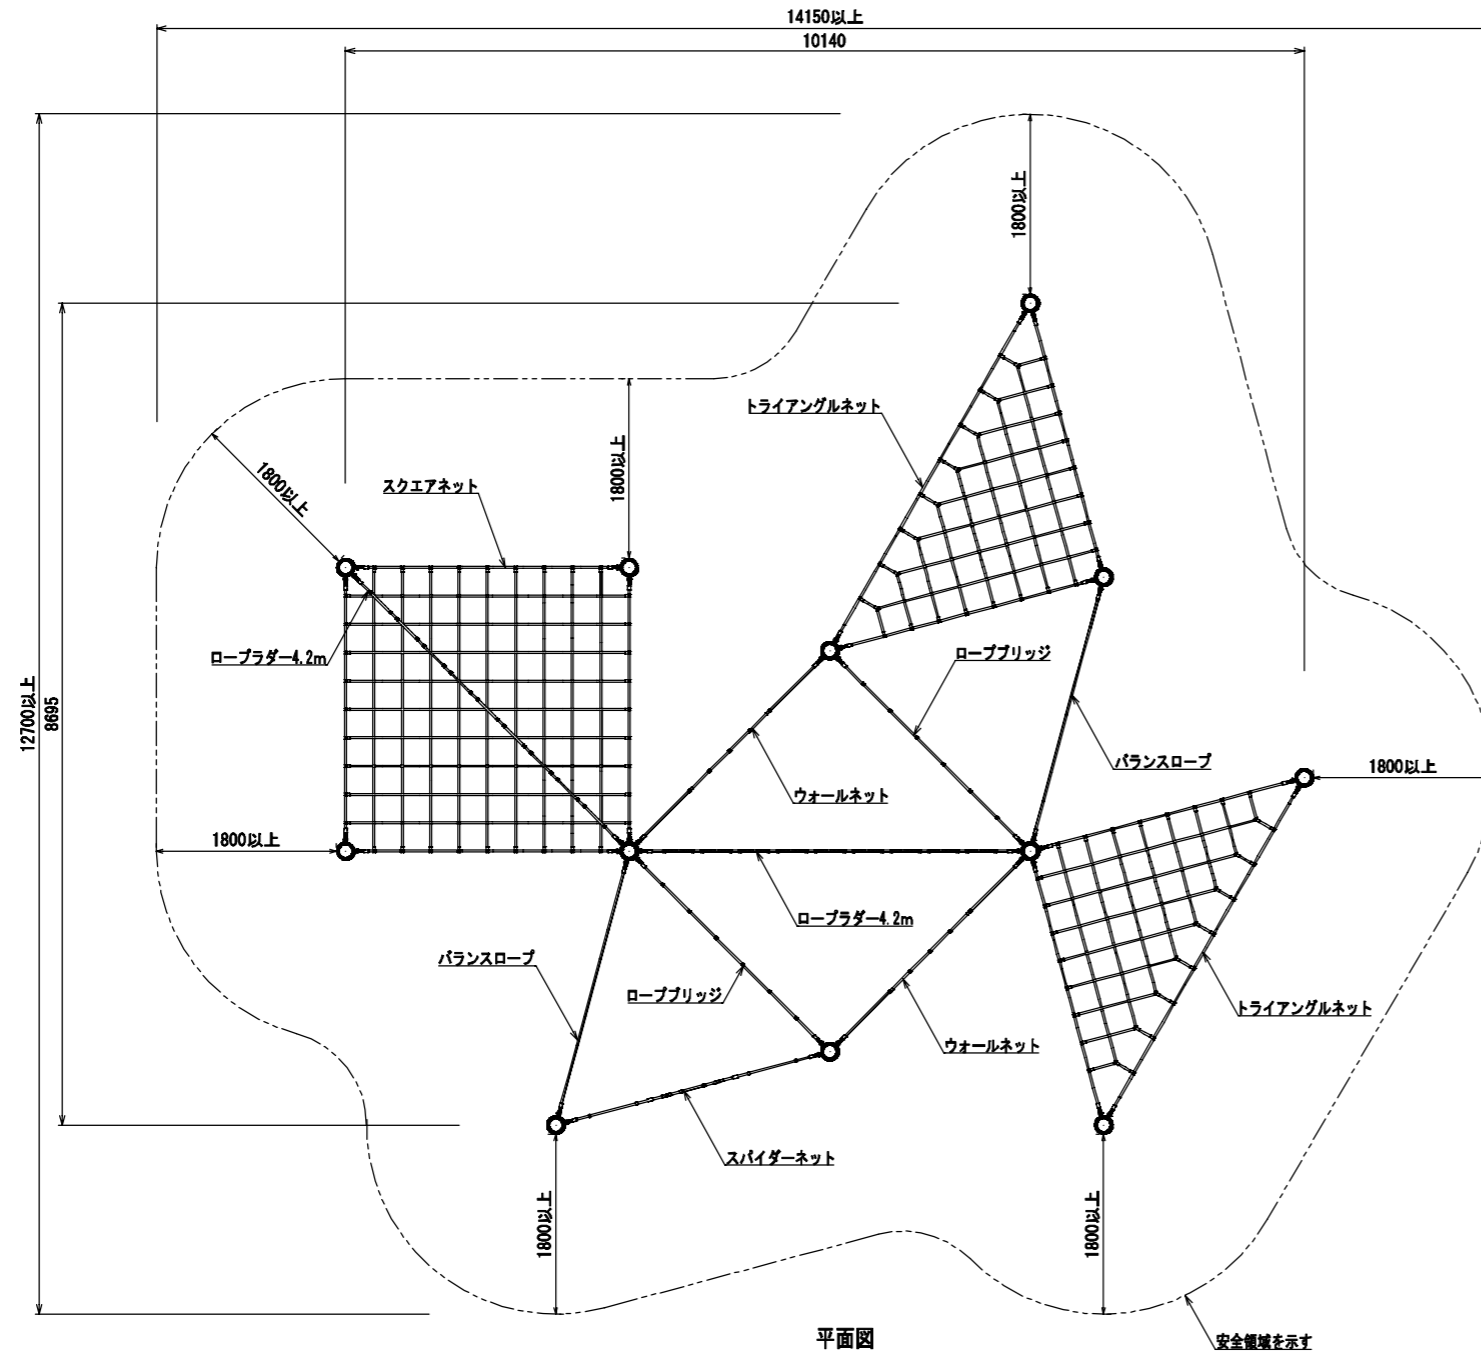 14150以上
10140
1800以上
トライアングルネット
1800以上
スクエアネット
1800以上
ロープラダー4.2m
ロープブリッジ
12700以上
8695
バランスロープ
1800以上
ウォールネット
1800以上
ロープラダー4.2m
バランスロープ
ロープブリッジ
トライアングルネット
ウォールネット
スパイダーネット
1800以上
1800以上
平面図
安全領域を示す